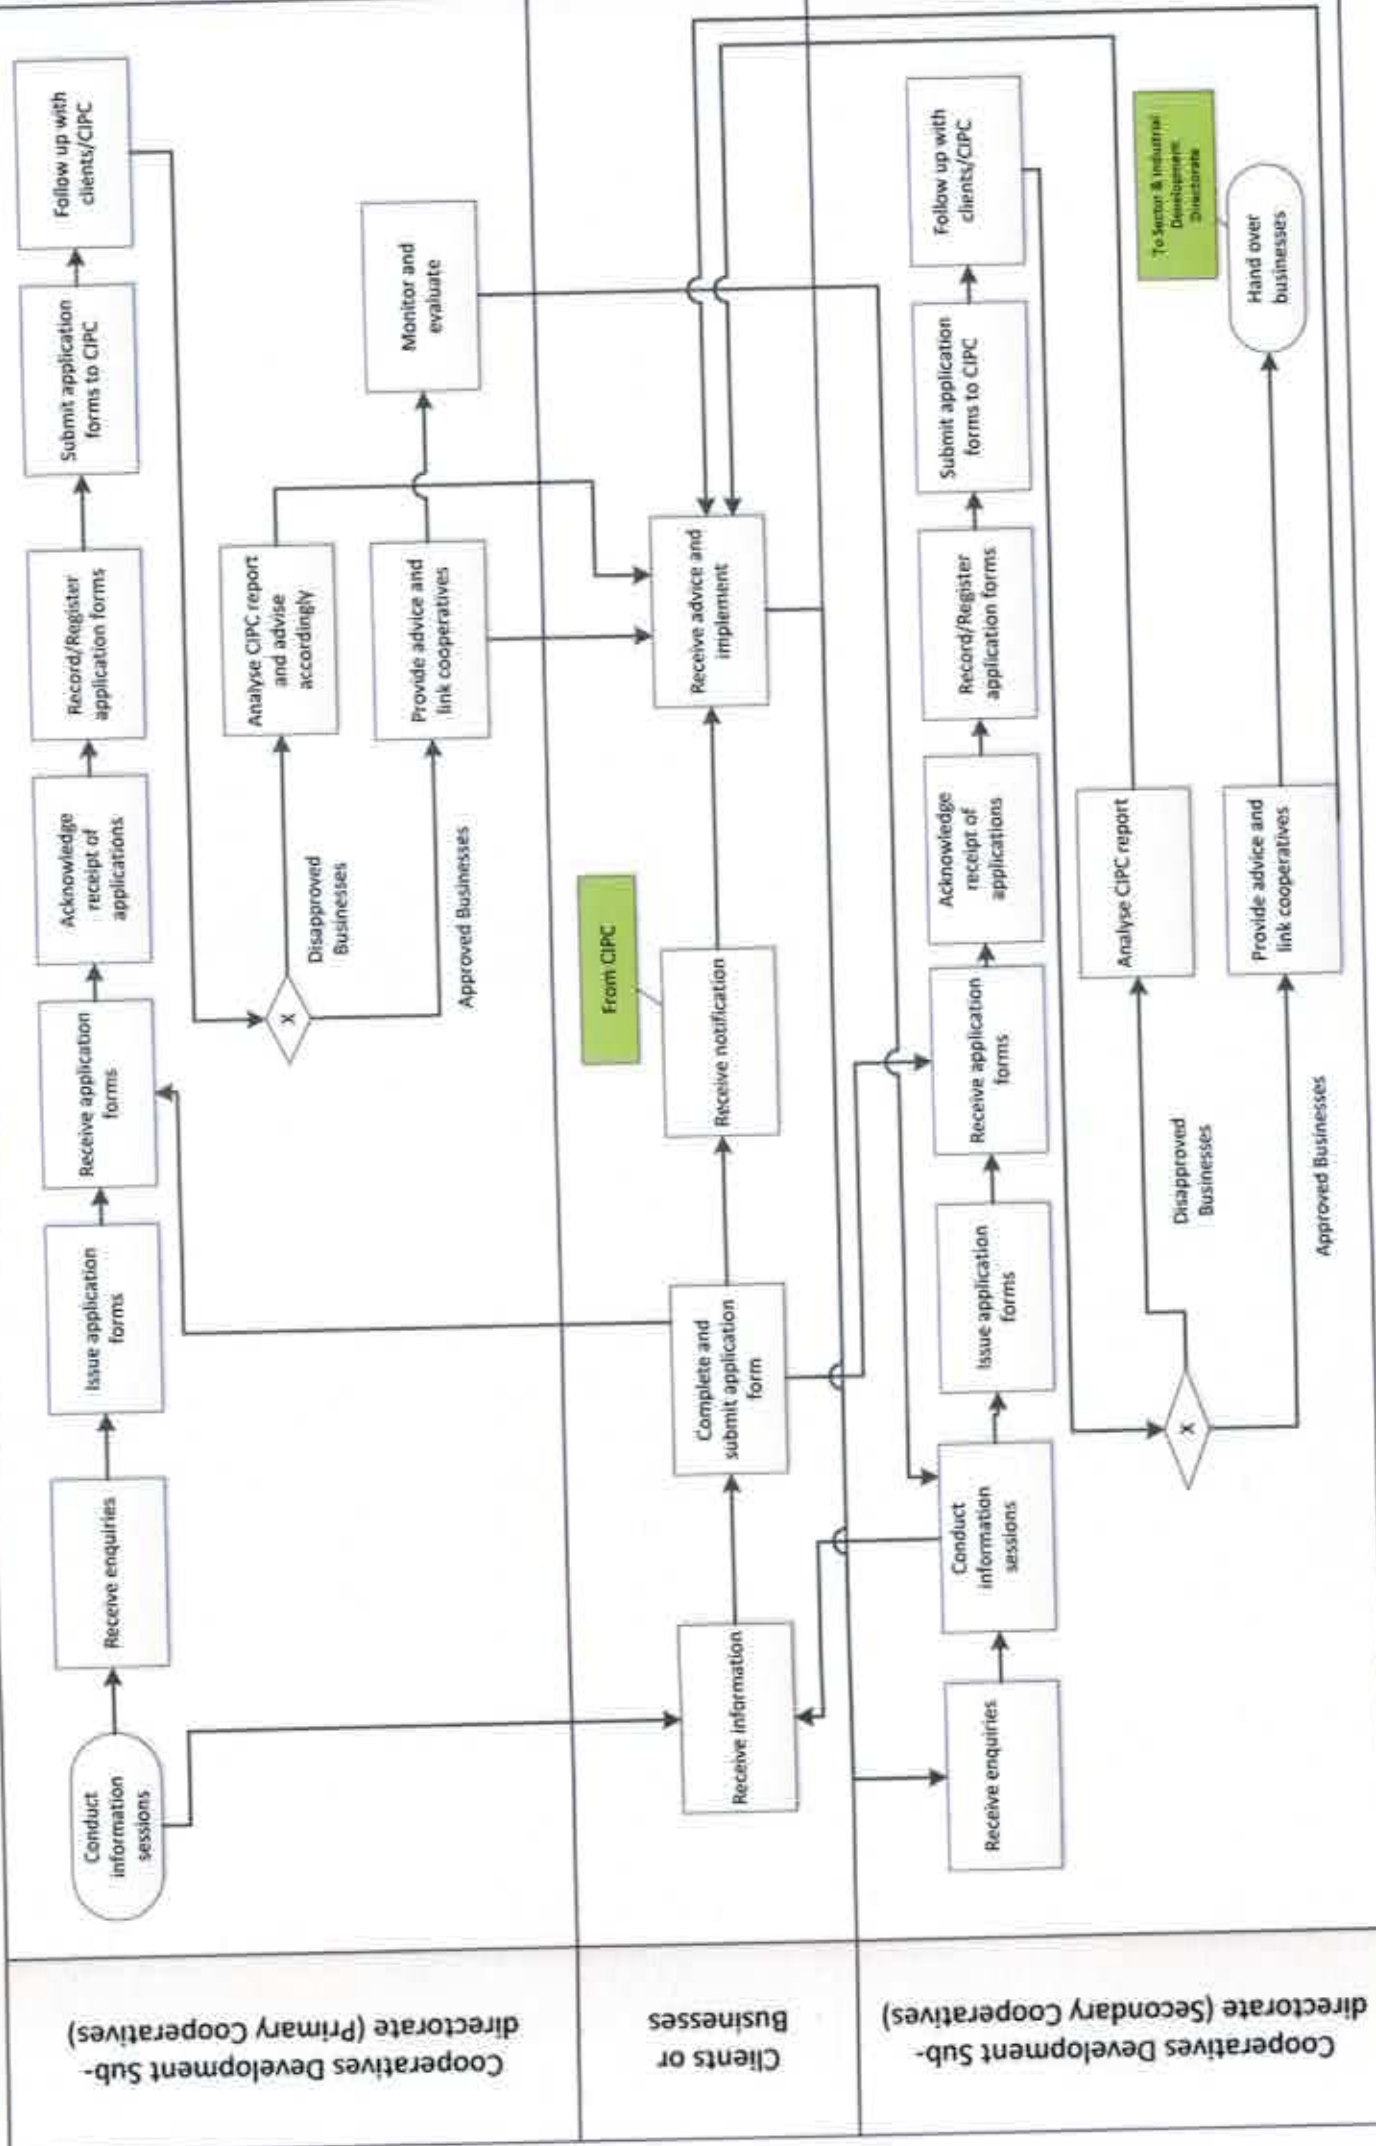 Cooperatives Development Sub-
directorate (Primary Cooperatives)
Conduct
information
sessions
Receive enquiries
Issue application
forms
Receive application
forms
Acknowledge
receipt of
applications
Record/Register
application forms
Submit application
forms to CIPC
Follow up with
clients/CIPC
X
Disapproved
Businesses
Approved Businesses
Analyse CIPC report
and advise
accordingly
Provide advice and
link cooperatives
Monitor and
evaluate
Clients or
Businesses
Receive information
Complete and
submit application
form
From CIPC
Receive notification
Receive advice and
implement
Cooperatives Development Sub-
directorate (Secondary Cooperatives)
Receive enquiries
Conduct
information
sessions
Issue application
forms
Receive application
forms
Acknowledge
receipt of
applications
Record/Register
application forms
Submit application
forms to CIPC
Follow up with
clients/CIPC
X
Disapproved
Businesses
Approved Businesses
Analyse CIPC report
Provide advice and
link cooperatives
To Sector & Industrial
Development
Directorate
Hand over
businesses